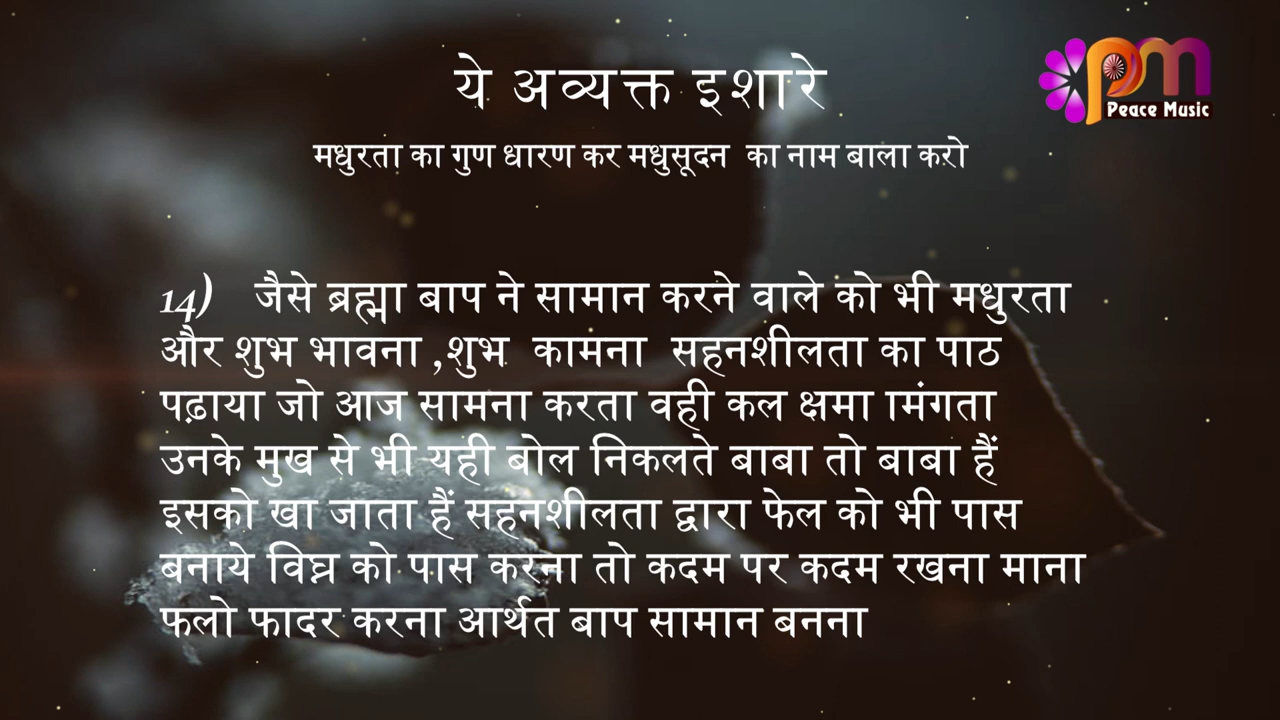 ये अव्यक्त इशारे
pm
Peace Music
मधुरता का गुण धारण कर मधुसूदन का नाम बाला करो
14) जैसे ब्रह्मा बाप ने सामान करने वाले को भी मधुरता
और शुभ भावना ,शुभ कामना सहनशीलता का पाठ
पढ़ाया जो आज सामना करता वही कल क्षमा ामंगता
उनके मुख से भी यही बोल निकलते बाबा तो बाबा हैं
इसको खा जाता हैं सहनशीलता द्वारा फेल को भी पास
बनाये विघ्न को पास करना तो कदम पर कदम रखना माना
फलो फादर करना आर्थत बाप सामान बनना